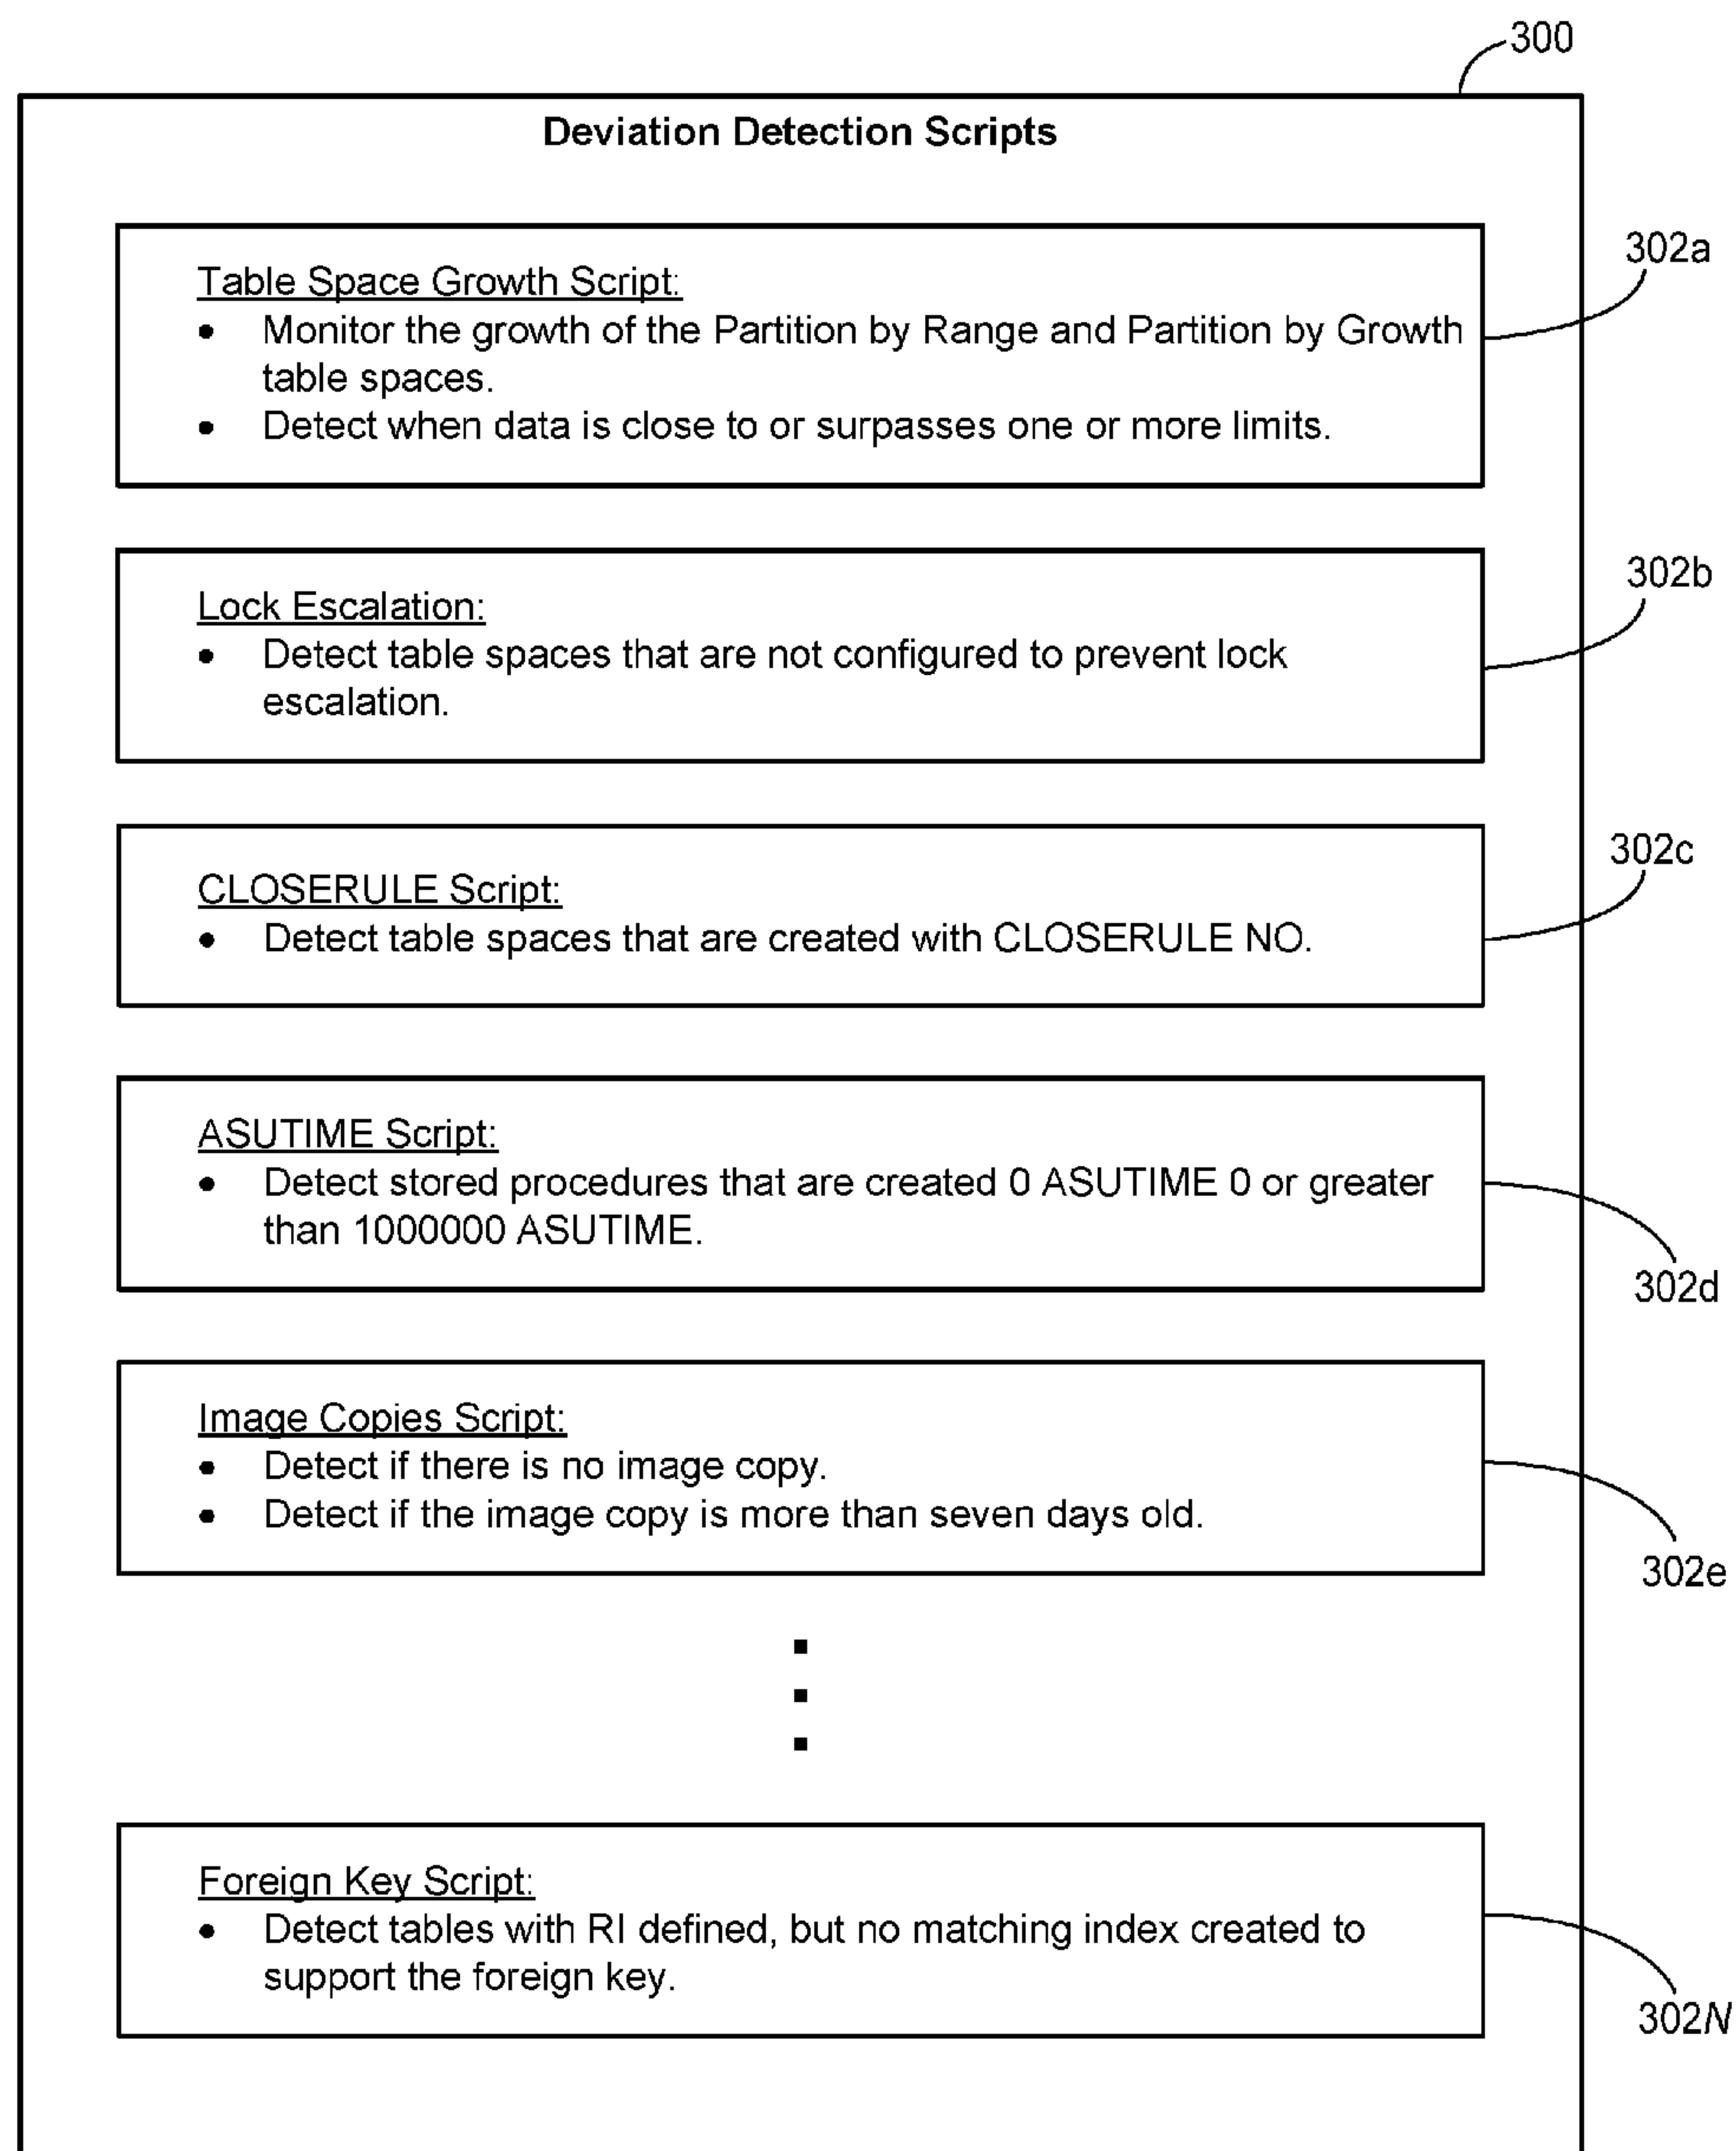 300
Deviation Detection Scripts
302a
Table Space Growth Script:
• Monitor the growth of the Partition by Range and Partition by Growth
table spaces.
• Detect when data is close to or surpasses one or more limits.
302b
Lock Escalation:
• Detect table spaces that are not configured to prevent lock
escalation.
302c
CLOSERULE Script:
• Detect table spaces that are created with CLOSERULE NO.
ASUTIME Script:
• Detect stored procedures that are created 0 ASUTIME 0 or greater
than 1000000 ASUTIME.
302d
Image Copies Script:
• Detect if there is no image copy.
• Detect if the image copy is more than seven days old.
302e
Foreign Key Script:
• Detect tables with RI defined, but no matching index created to
support the foreign key.
302N